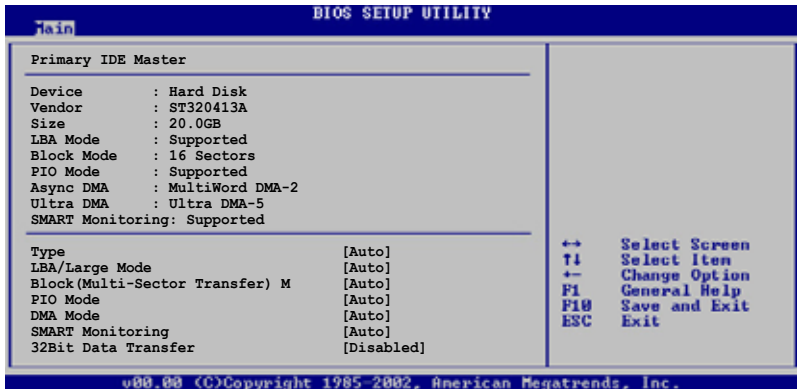 BIOS SETUP UTILITY
Main
Primary IDE Master
Device : Hard Disk
Vendor : ST320413A
Size : 20.0GB
LBA Mode : Supported
Block Mode : 16 Sectors
PIO Mode : Supported
Async DMA : MultiWord DMA-2
Ultra DMA : Ultra DMA-5
SMART Monitoring: Supported
Type [Auto]
LBA/Large Mode [Auto]
Block(Multi-Sector Transfer) M [Auto]
PIO Mode [Auto]
DMA Mode [Auto]
SMART Monitoring [Auto]
32Bit Data Transfer [Disabled]
↔ Select Screen
↑↓ Select Item
+- Change Option
F1 General Help
F10 Save and Exit
ESC Exit
v00.00 (C)Copyright 1985-2002, American Megatrends, Inc.